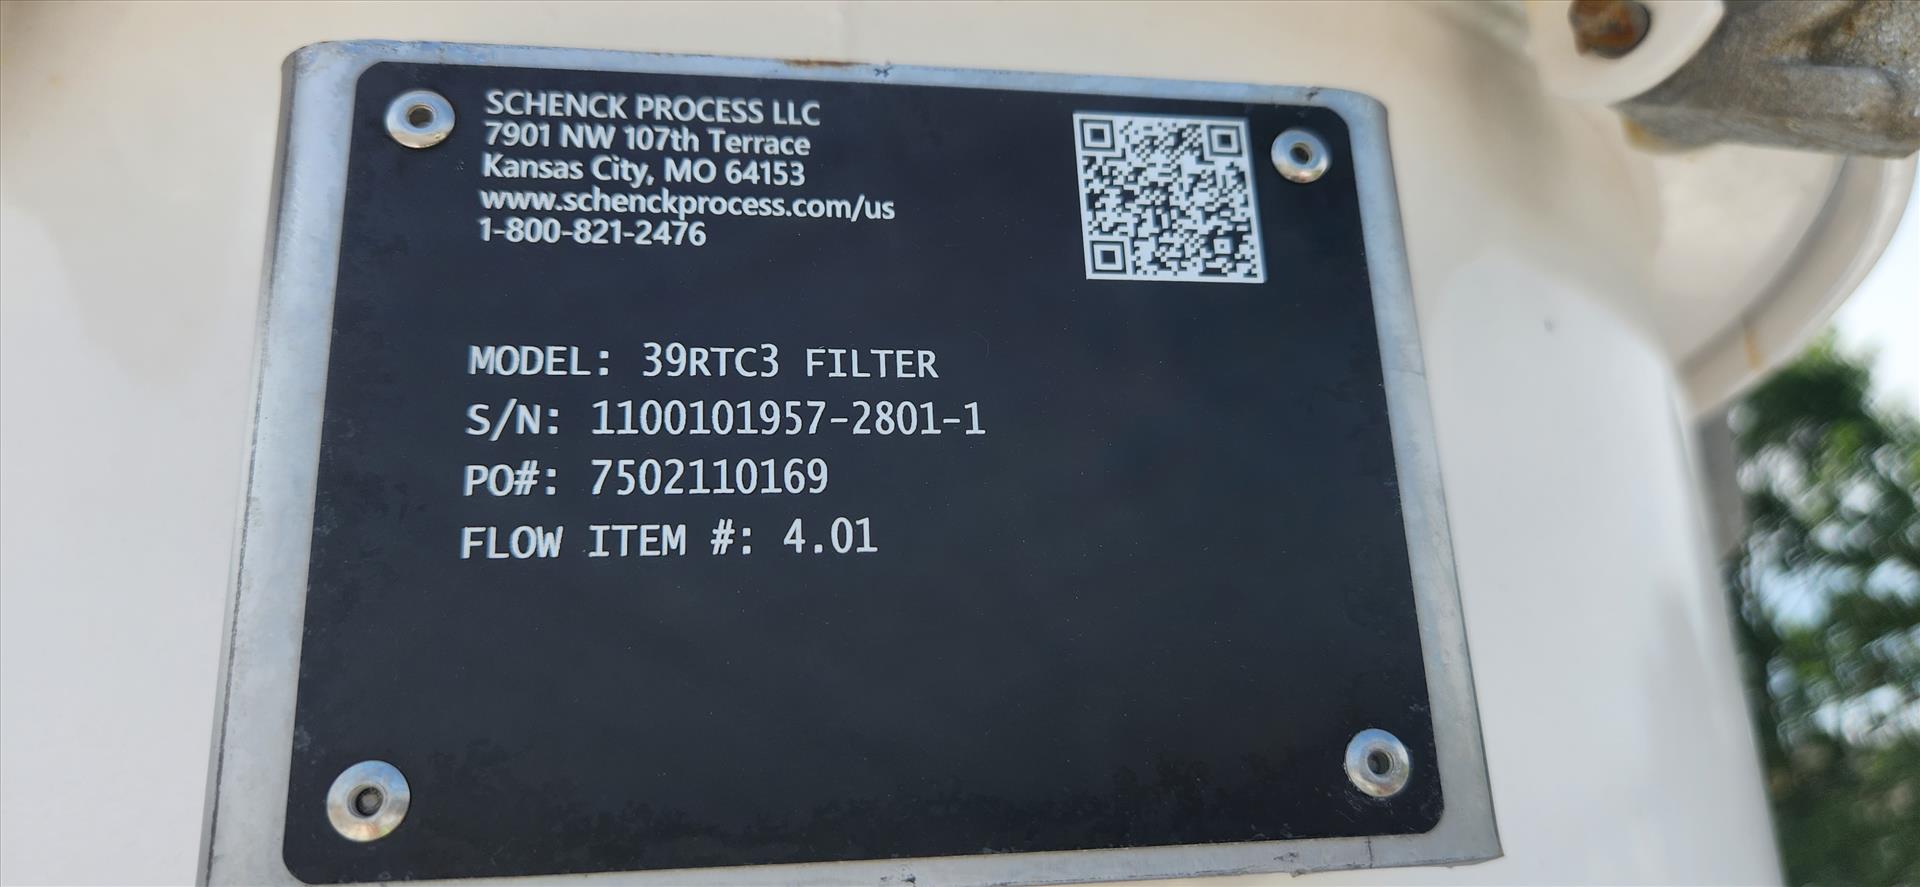 SCHENCK PROCESS LLC
7901 NW 107th Terrace
Kansas City, MO 64153
www.schenckprocess.com/us
1-800-821-2476
MODEL: 39RTC3 FILTER
S/N: 1100101957-2801-1
PO#: 7502110169
FLOW ITEM #: 4.01